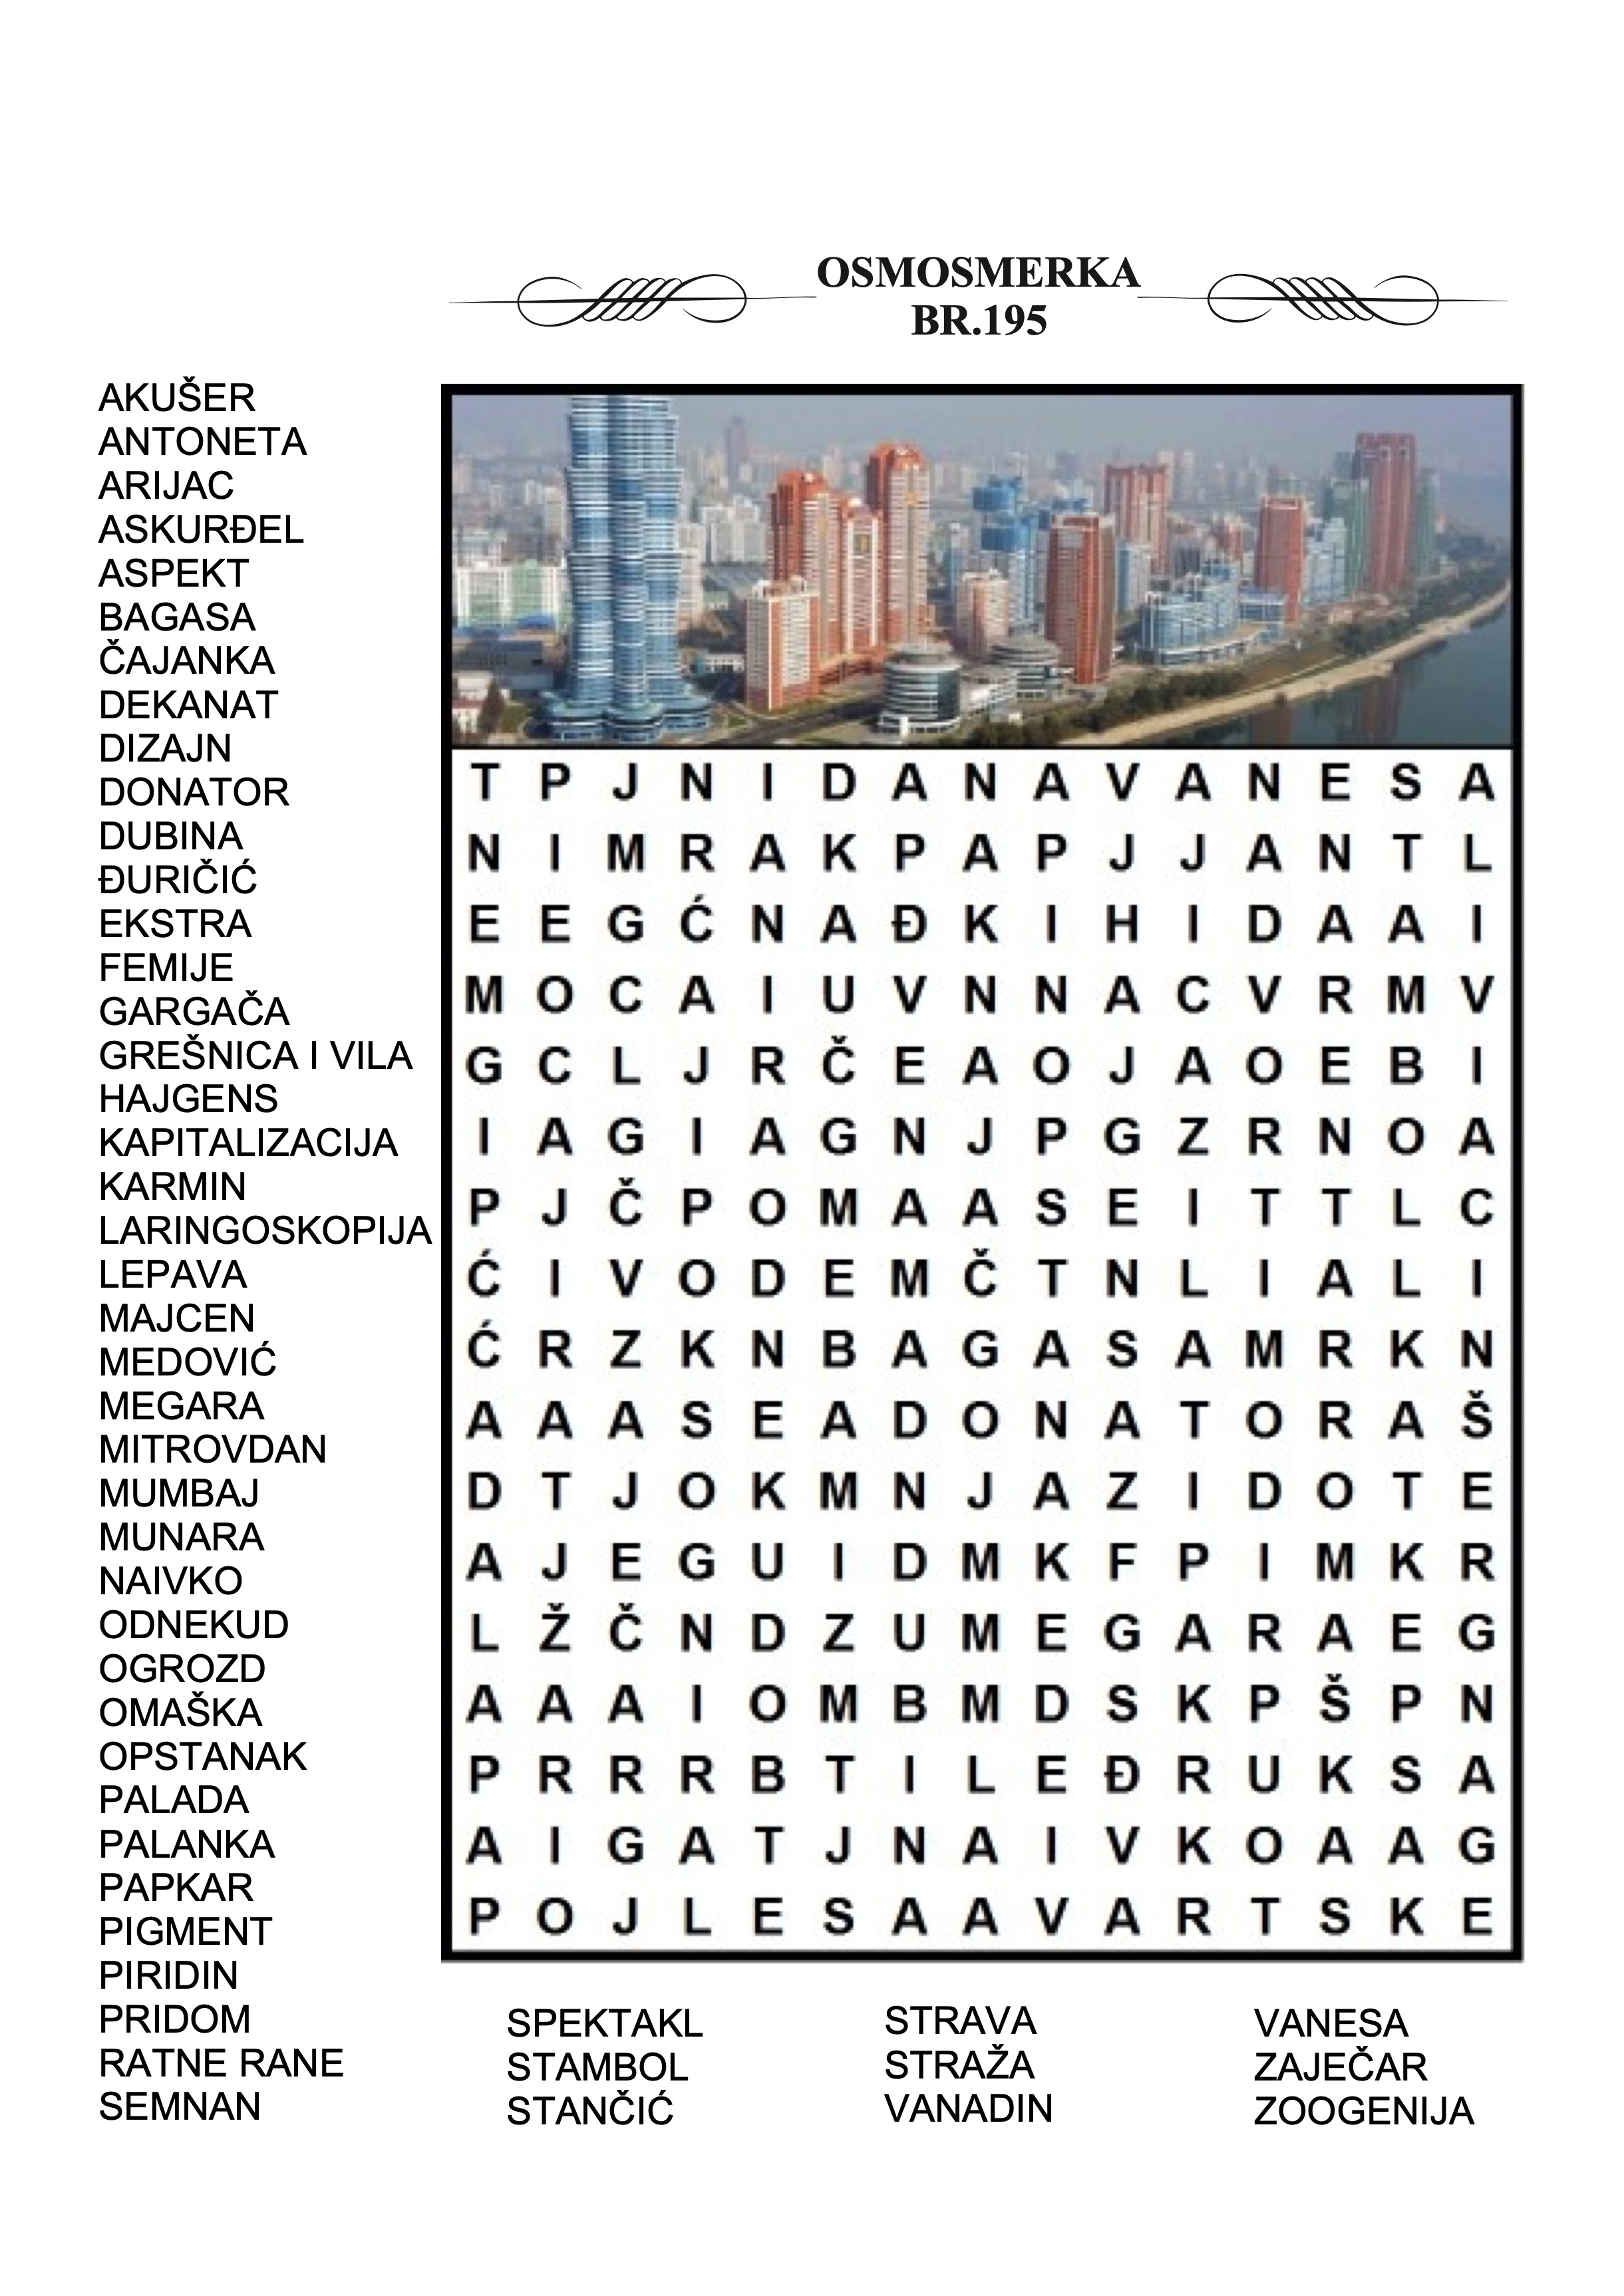 OSMOSMERKA
BR.195
AKUŠER
ANTONETA
ARIJAC
ASKURĐEL
ASPEKT
BAGASA
ČAJANKA
DEKANAT
DIZAJN
DONATOR
DUBINA
ĐURIČIĆ
EKSTRA
FEMIJE
GARGAČA
GREŠNICA I VILA
HAJGENS
KAPITALIZACIJA
KARMIN
LARINGOSKOPIJA
LEPAVA
MAJCEN
MEDOVIĆ
MEGARA
MITROVDAN
MUMBAJ
MUNARA
NAIVKO
ODNEKUD
OGROZD
OMAŠKA
OPSTANAK
PALADA
PALANKA
PAPKAR
PIGMENT
PIRIDIN
PRIDOM
RATNE RANE
SEMNAN
T P J N I D A N A V A N E S A
N I M R A K P A P J J A N T L
E E G Ć N A Đ K I H I D A A I
M O C A I U V N N A C V R M V
G C L J R Č E A O J A O E B I
I A G I A G N J P G Z R N O A
P J Č P O M A A S E I T T L C
Ć I V O D E M Č T N L I A L I
Ć R Z K N B A G A S A M R K N
A A A S E A D O N A T O R A Š
D T J O K M N J A Z I D O T E
A J E G U I D M K F P I M K R
L Ž Č N D Z U M E G A R A E G
A A A I O M B M D S K P Š P N
P R R R B T I L E Đ R U K S A
A I G A T J N A I V K O A A G
P O J L E S A A V A R T S K E
SPEKTAKL
STAMBOL
STANČIĆ
STRAVA
STRAŽA
VANADIN
VANESA
ZAJEČAR
ZOOGENIJA